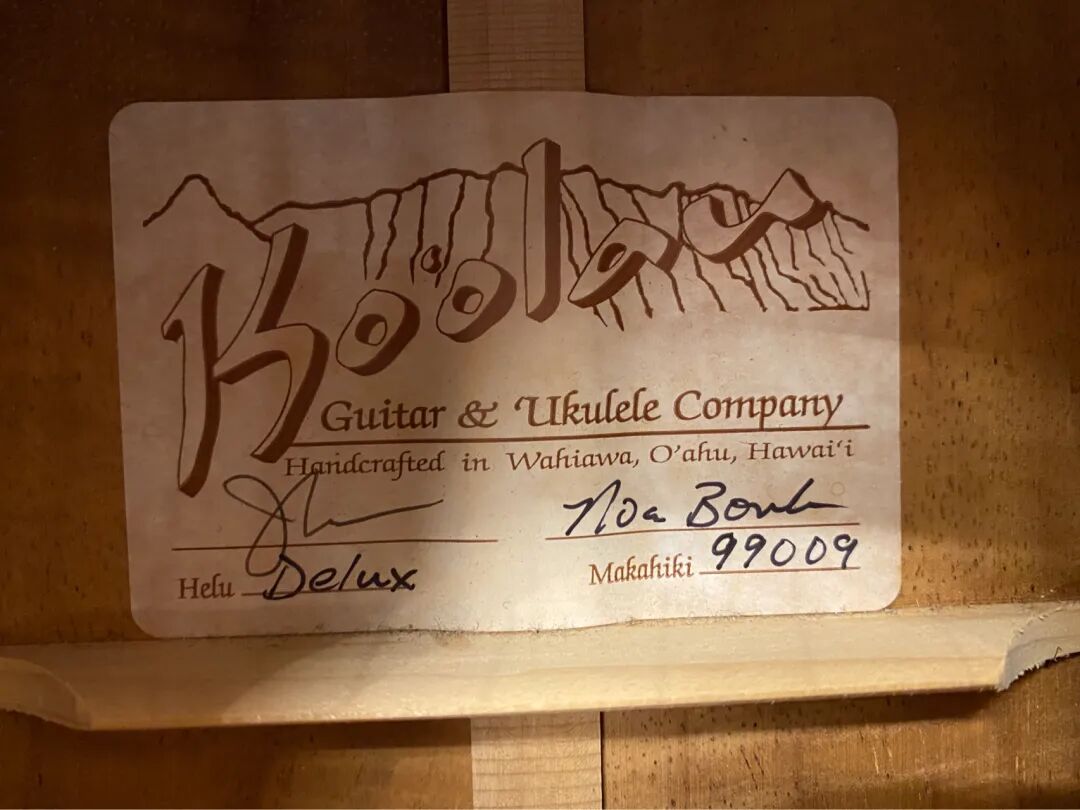 Ko'olau
Guitar & Ukulele Company
Handcrafted in Wahiawa, O'ahu, Hawai'i
Noa Bonk
Helu Delux Makahiki 99009